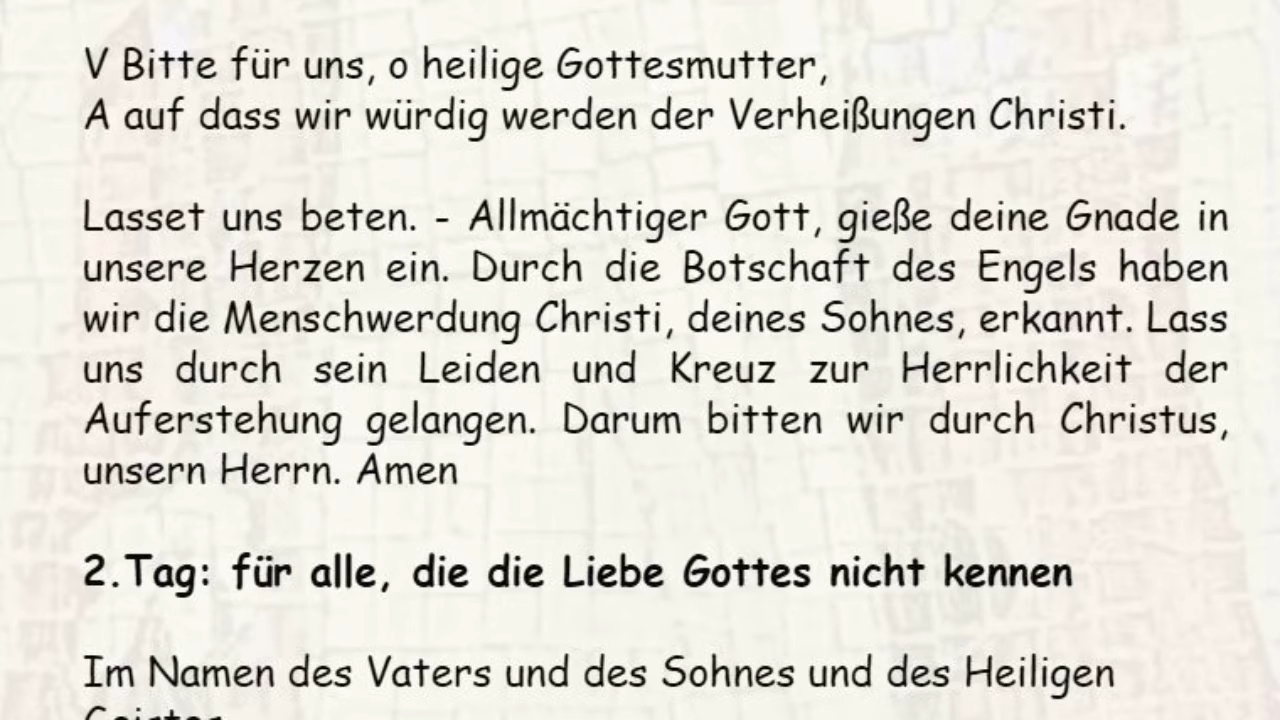 V Bitte für uns, o heilige Gottesmutter,
A auf dass wir würdig werden der Verheißungen Christi.
Lasset uns beten. - Allmächtiger Gott, gieße deine Gnade in
unsere Herzen ein. Durch die Botschaft des Engels haben
wir die Menschwerdung Christi, deines Sohnes, erkannt. Lass
uns durch sein Leiden und Kreuz zur Herrlichkeit der
Auferstehung gelangen. Darum bitten wir durch Christus,
unsern Herrn. Amen
2.Tag: für alle, die die Liebe Gottes nicht kennen
Im Namen des Vaters und des Sohnes und des Heiligen